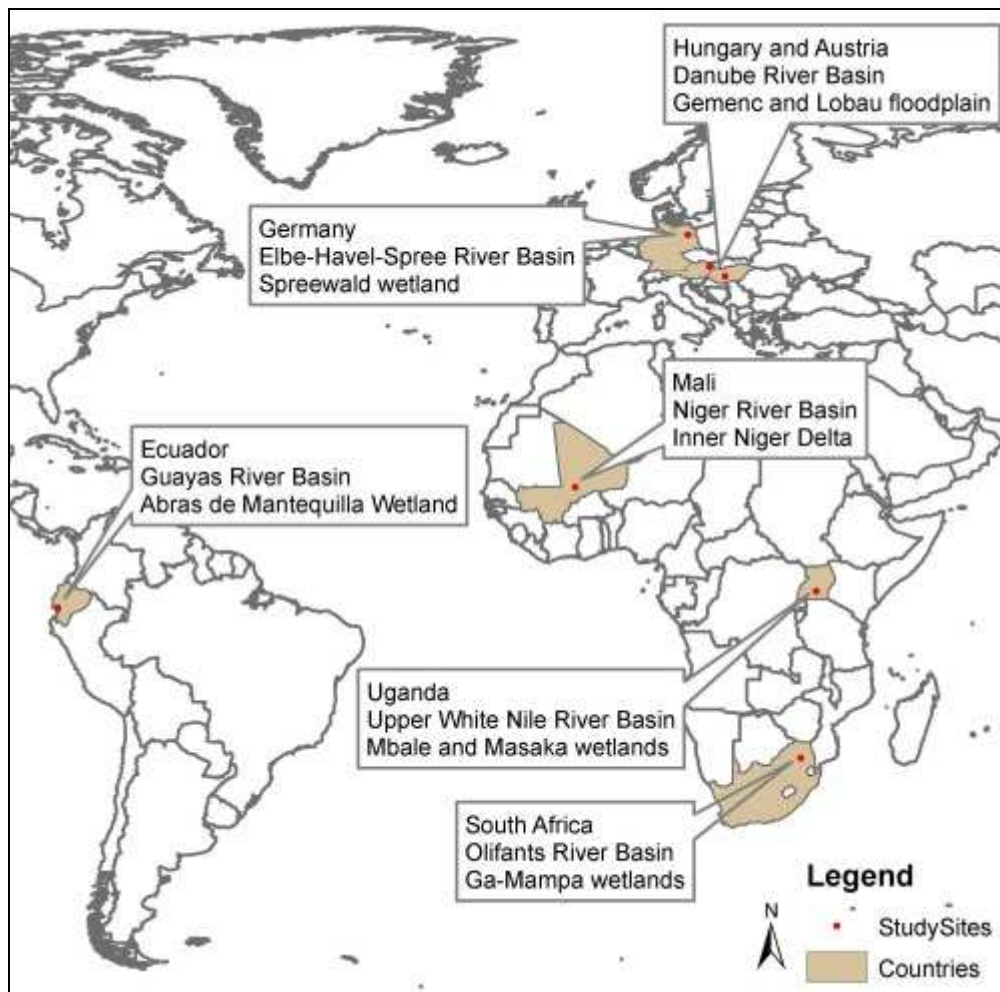 Hungary and Austria
Danube River Basin
Gemenc and Lobau floodplain
Germany
Elbe-Havel-Spree River Basin
Spreewald wetland
Mali
Niger River Basin
Inner Niger Delta
Ecuador
Guayas River Basin
Abras de Mantequilla Wetland
Uganda
Upper White Nile River Basin
Mbale and Masaka wetlands
South Africa
Olifants River Basin
Ga-Mampa wetlands
Legend
N
StudySites
Countries